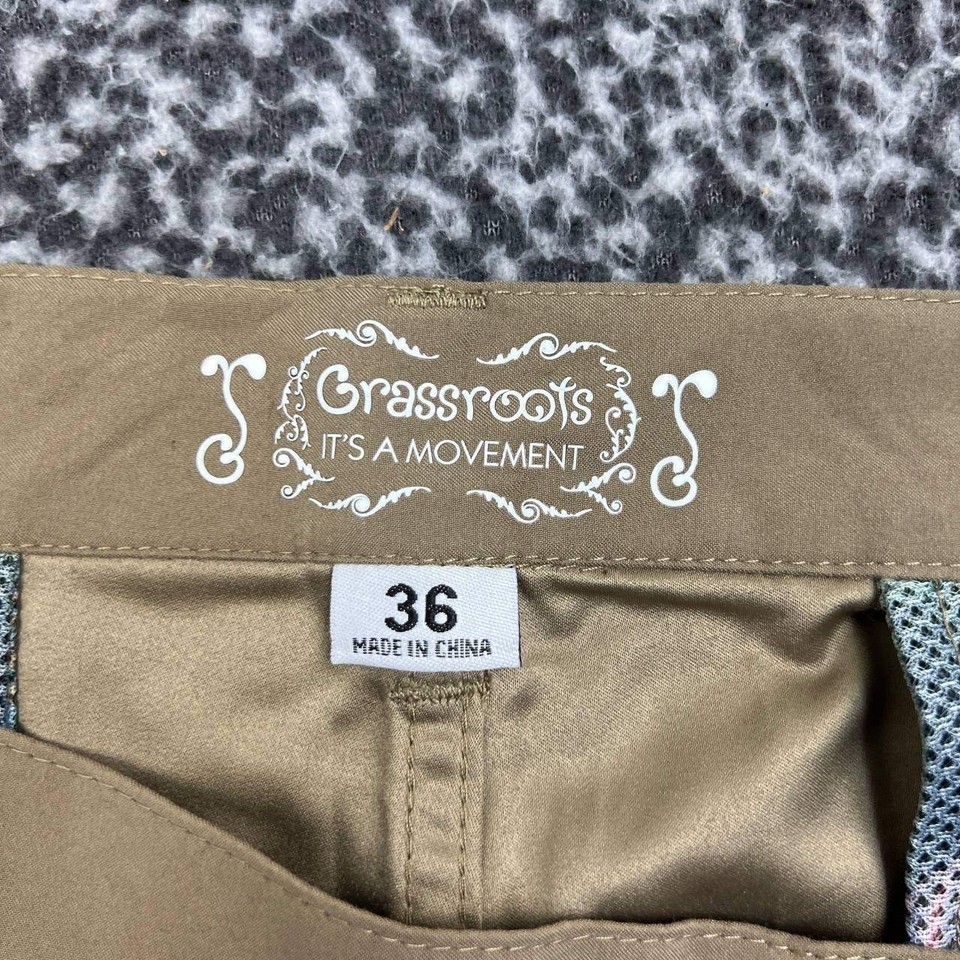 Grassroots
IT'S A MOVEMENT
36
MADE IN CHINA